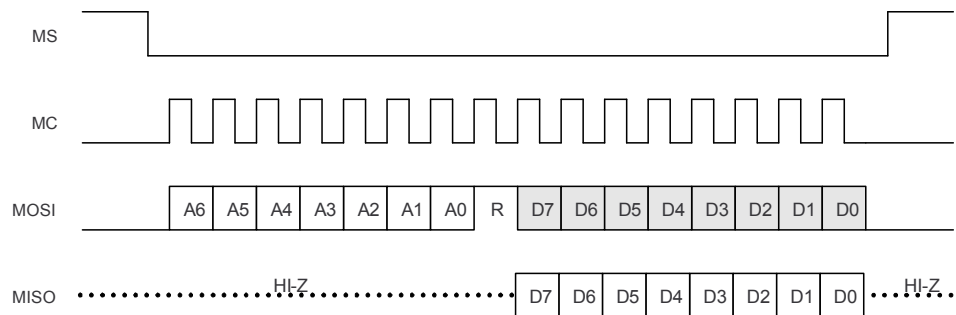 MS
MC
MOSI A6 A5 A4 A3 A2 A1 A0 R D7 D6 D5 D4 D3 D2 D1 D0
MISO HI-Z D7 D6 D5 D4 D3 D2 D1 D0 HI-Z